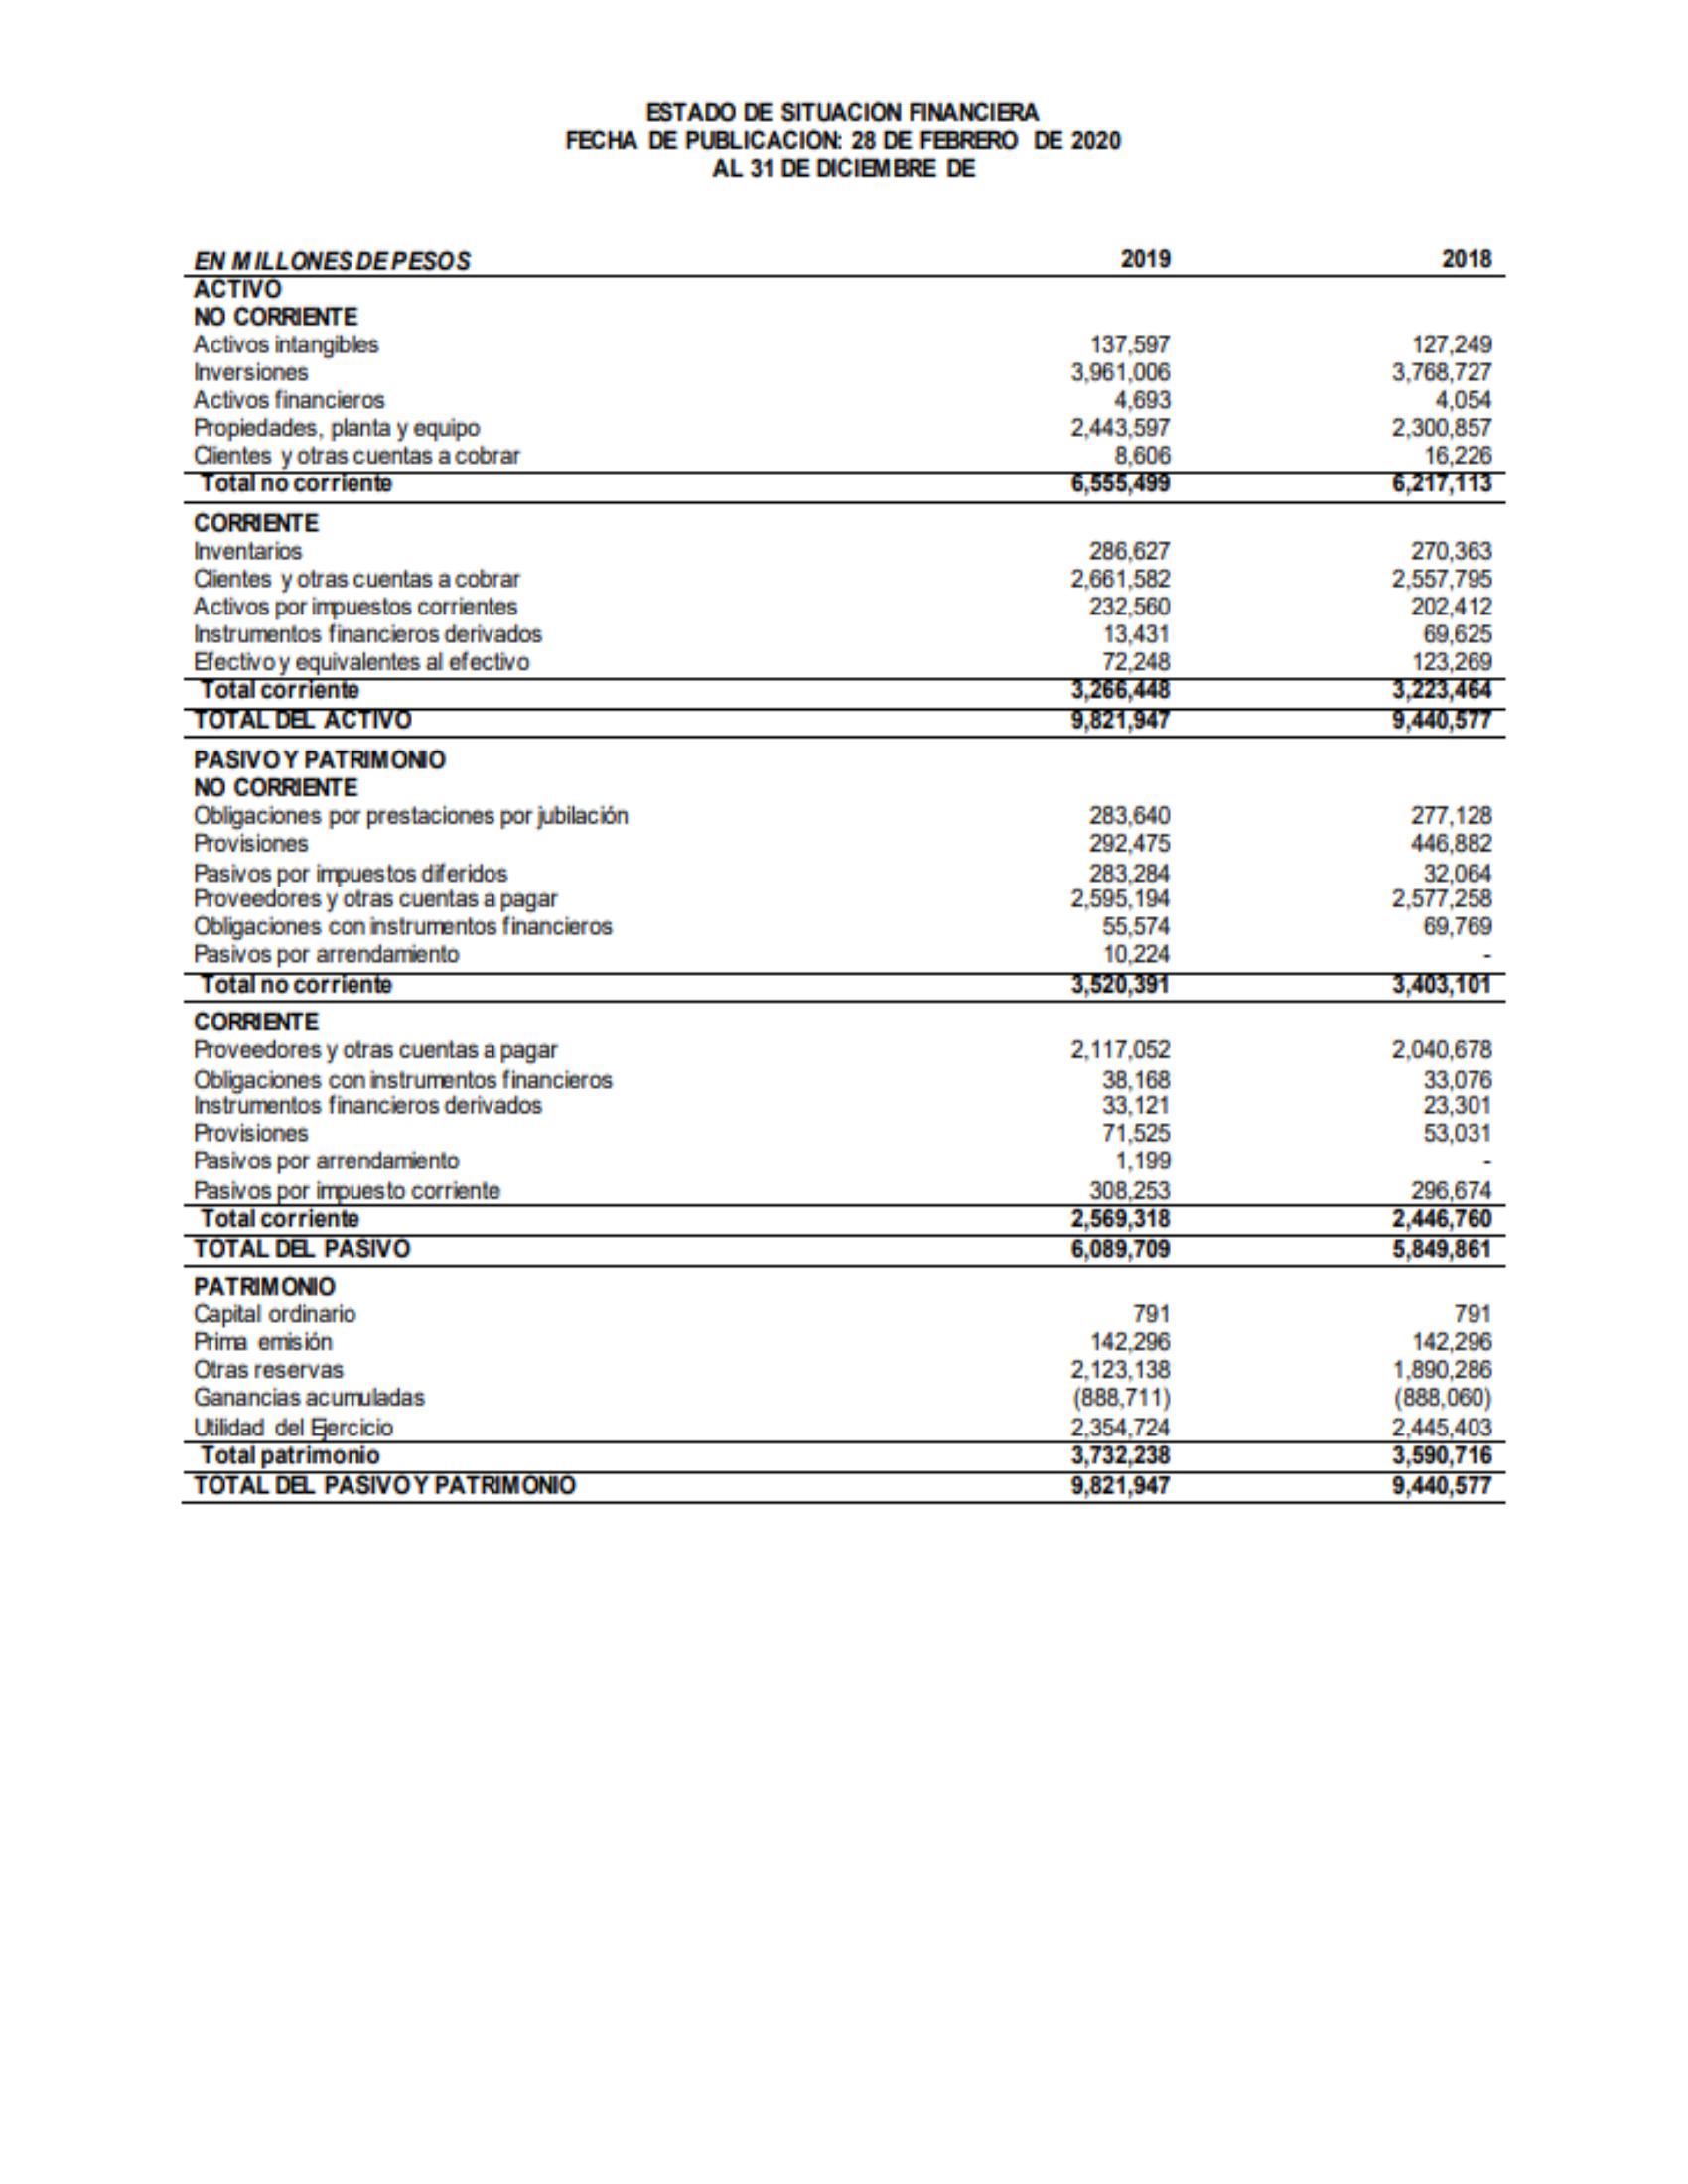 ESTADO DE SITUACION FINANCIERA
FECHA DE PUBLICACION: 28 DE FEBRERO DE 2020
AL 31 DE DICIEMBRE DE
EN MILLONES DE PESOS 2019 2018
ACTIVO
NO CORRIENTE
Activos intangibles 137,597 127,249
Inversiones 3,961,006 3,768,727
Activos financieros 4,693 4,054
Propiedades, planta y equipo 2,443,597 2,300,857
Clientes y otras cuentas a cobrar 8,606 16,226
Total no corriente 6,555,499 6,217,113
CORRIENTE
Inventarios 286,627 270,363
Clientes y otras cuentas a cobrar 2,661,582 2,557,795
Activos por impuestos corrientes 232,560 202,412
Instrumentos financieros derivados 13,431 69,625
Efectivo y equivalentes al efectivo 72,248 123,269
Total corriente 3,266,448 3,223,464
TOTAL DEL ACTIVO 9,821,947 9,440,577
PASIVO Y PATRIMONIO
NO CORRIENTE
Obligaciones por prestaciones por jubilación 283,640 277,128
Provisiones 292,475 446,882
Pasivos por impuestos diferidos 283,284 32,064
Proveedores y otras cuentas a pagar 2,595,194 2,577,258
Obligaciones con instrumentos financieros 55,574 69,769
Pasivos por arrendamiento 10,224 -
Total no corriente 3,520,391 3,403,101
CORRIENTE
Proveedores y otras cuentas a pagar 2,117,052 2,040,678
Obligaciones con instrumentos financieros 38,168 33,076
Instrumentos financieros derivados 33,121 23,301
Provisiones 71,525 53,031
Pasivos por arrendamiento 1,199 -
Pasivos por impuesto corriente 308,253 296,674
Total corriente 2,569,318 2,446,760
TOTAL DEL PASIVO 6,089,709 5,849,861
PATRIMONIO
Capital ordinario 791 791
Prima emisión 142,296 142,296
Otras reservas 2,123,138 1,890,286
Ganancias acumuladas (888,711) (888,060)
Utilidad del Ejercicio 2,354,724 2,445,403
Total patrimonio 3,732,238 3,590,716
TOTAL DEL PASIVO Y PATRIMONIO 9,821,947 9,440,577